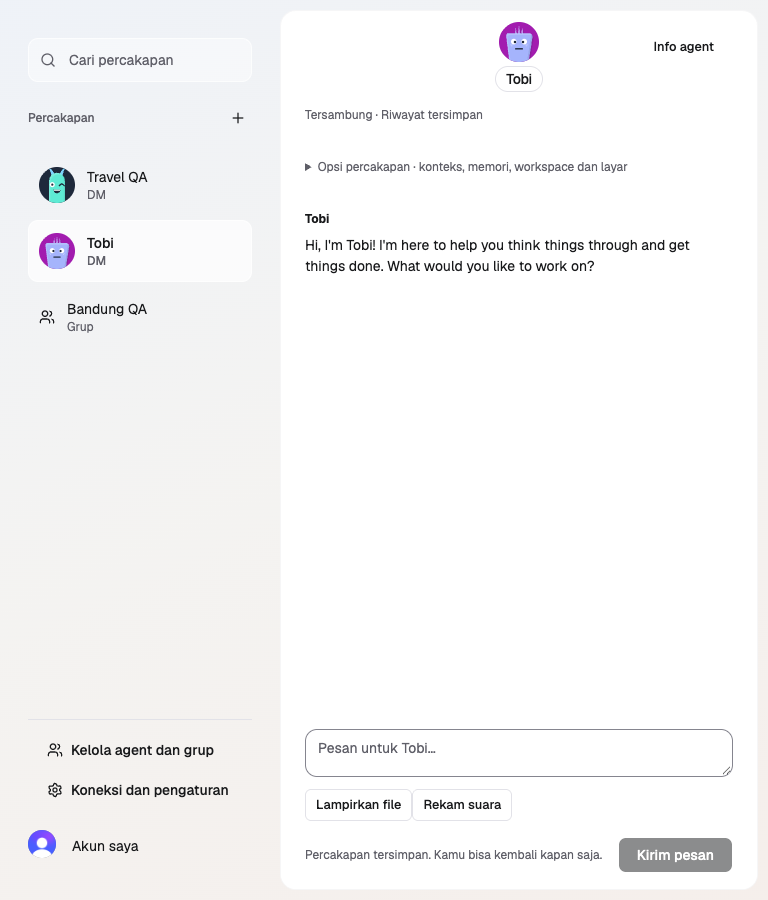 Cari percakapan
Percakapan
Travel QA
DM
Tobi
DM
Bandung QA
Grup
Kelola agent dan grup
Koneksi dan pengaturan
Akun saya
Tobi
Info agent
Tersambung · Riwayat tersimpan
Opsi percakapan · konteks, memori, workspace dan layar
Tobi
Hi, I'm Tobi! I'm here to help you think things through and get
things done. What would you like to work on?
Pesan untuk Tobi...
Lampirkan file
Rekam suara
Percakapan tersimpan. Kamu bisa kembali kapan saja.
Kirim pesan